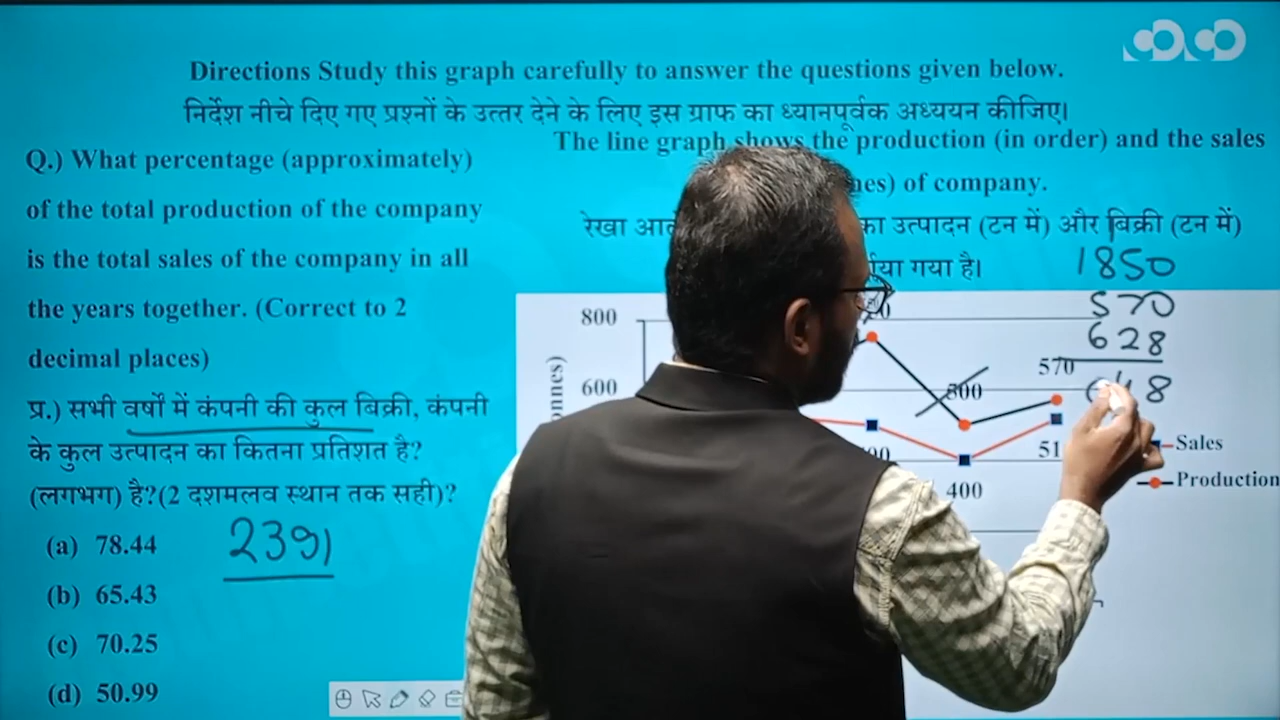 Directions Study this graph carefully to answer the questions given below.
निर्देश नीचे दिए गए प्रश्नों के उत्तर देने के लिए इस ग्राफ का ध्यानपूर्वक अध्ययन कीजिए।
The line graph shows the production (in order) and the sales
of company.
रेखा का उत्पादन (टन में) और बिक्री (टन में)
गया है।
Q.) What percentage (approximately)
of the total production of the company
is the total sales of the company in all
the years together. (Correct to 2
decimal places)
प्र.) सभी वर्षों में कंपनी की कुल बिक्री, कंपनी
के कुल उत्पादन का कितना प्रतिशत है?
(लगभग) है?(2 दशमलव स्थान तक सही)?
(a) 78.44
(b) 65.43
(c) 70.25
(d) 50.99
2391
1850
570
628
800
600
500
570
400
Sales
Production